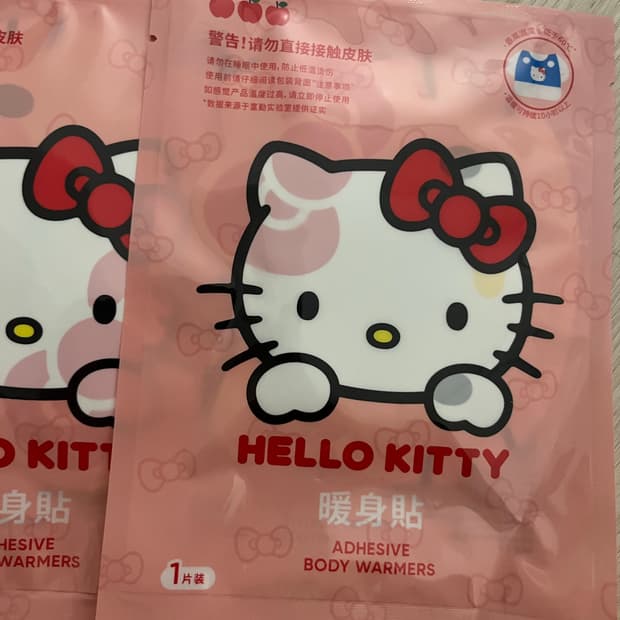 皮肤
警告!请勿直接接触皮肤
请勿在睡眠中使用,防止低温烫伤
使用前请仔细阅读包装背面"注意事项"
如感觉产品温度过高,请立即停止使用
*数据来源于富勤实验室提供证实
HELLO KITTY
暖身貼
ADHESIVE
BODY WARMERS
1片装
O KITT
身貼
HESIVE
WARMERS